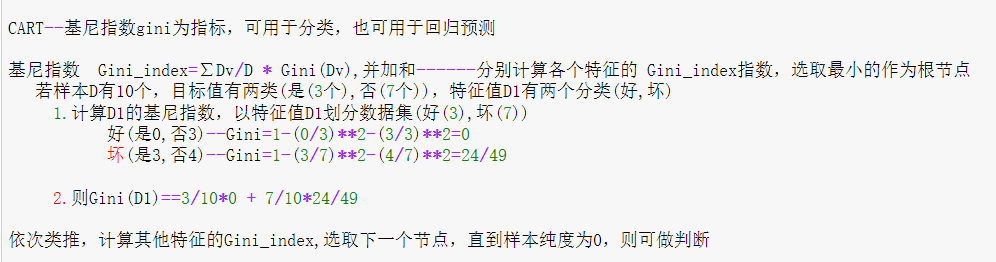 CART--基尼指数gini为指标，可用于分类，也可用于回归预测
基尼指数 Gini_index=∑Dv/D * Gini(Dv),并加和------分别计算各个特征的 Gini_index指数，选取最小的作为根节点
若样本D有10个，目标值有两类(是(3个),否(7个))，特征值D1有两个分类(好,坏)
1.计算D1的基尼指数，以特征值D1划分数据集(好(3),坏(7))
好(是0,否3)--Gini=1-(0/3)**2-(3/3)**2=0
坏(是3,否4)--Gini=1-(3/7)**2-(4/7)**2=24/49
2.则Gini(D1)==3/10*0 + 7/10*24/49
依次类推，计算其他特征的Gini_index,选取下一个节点，直到样本纯度为0，则可做判断